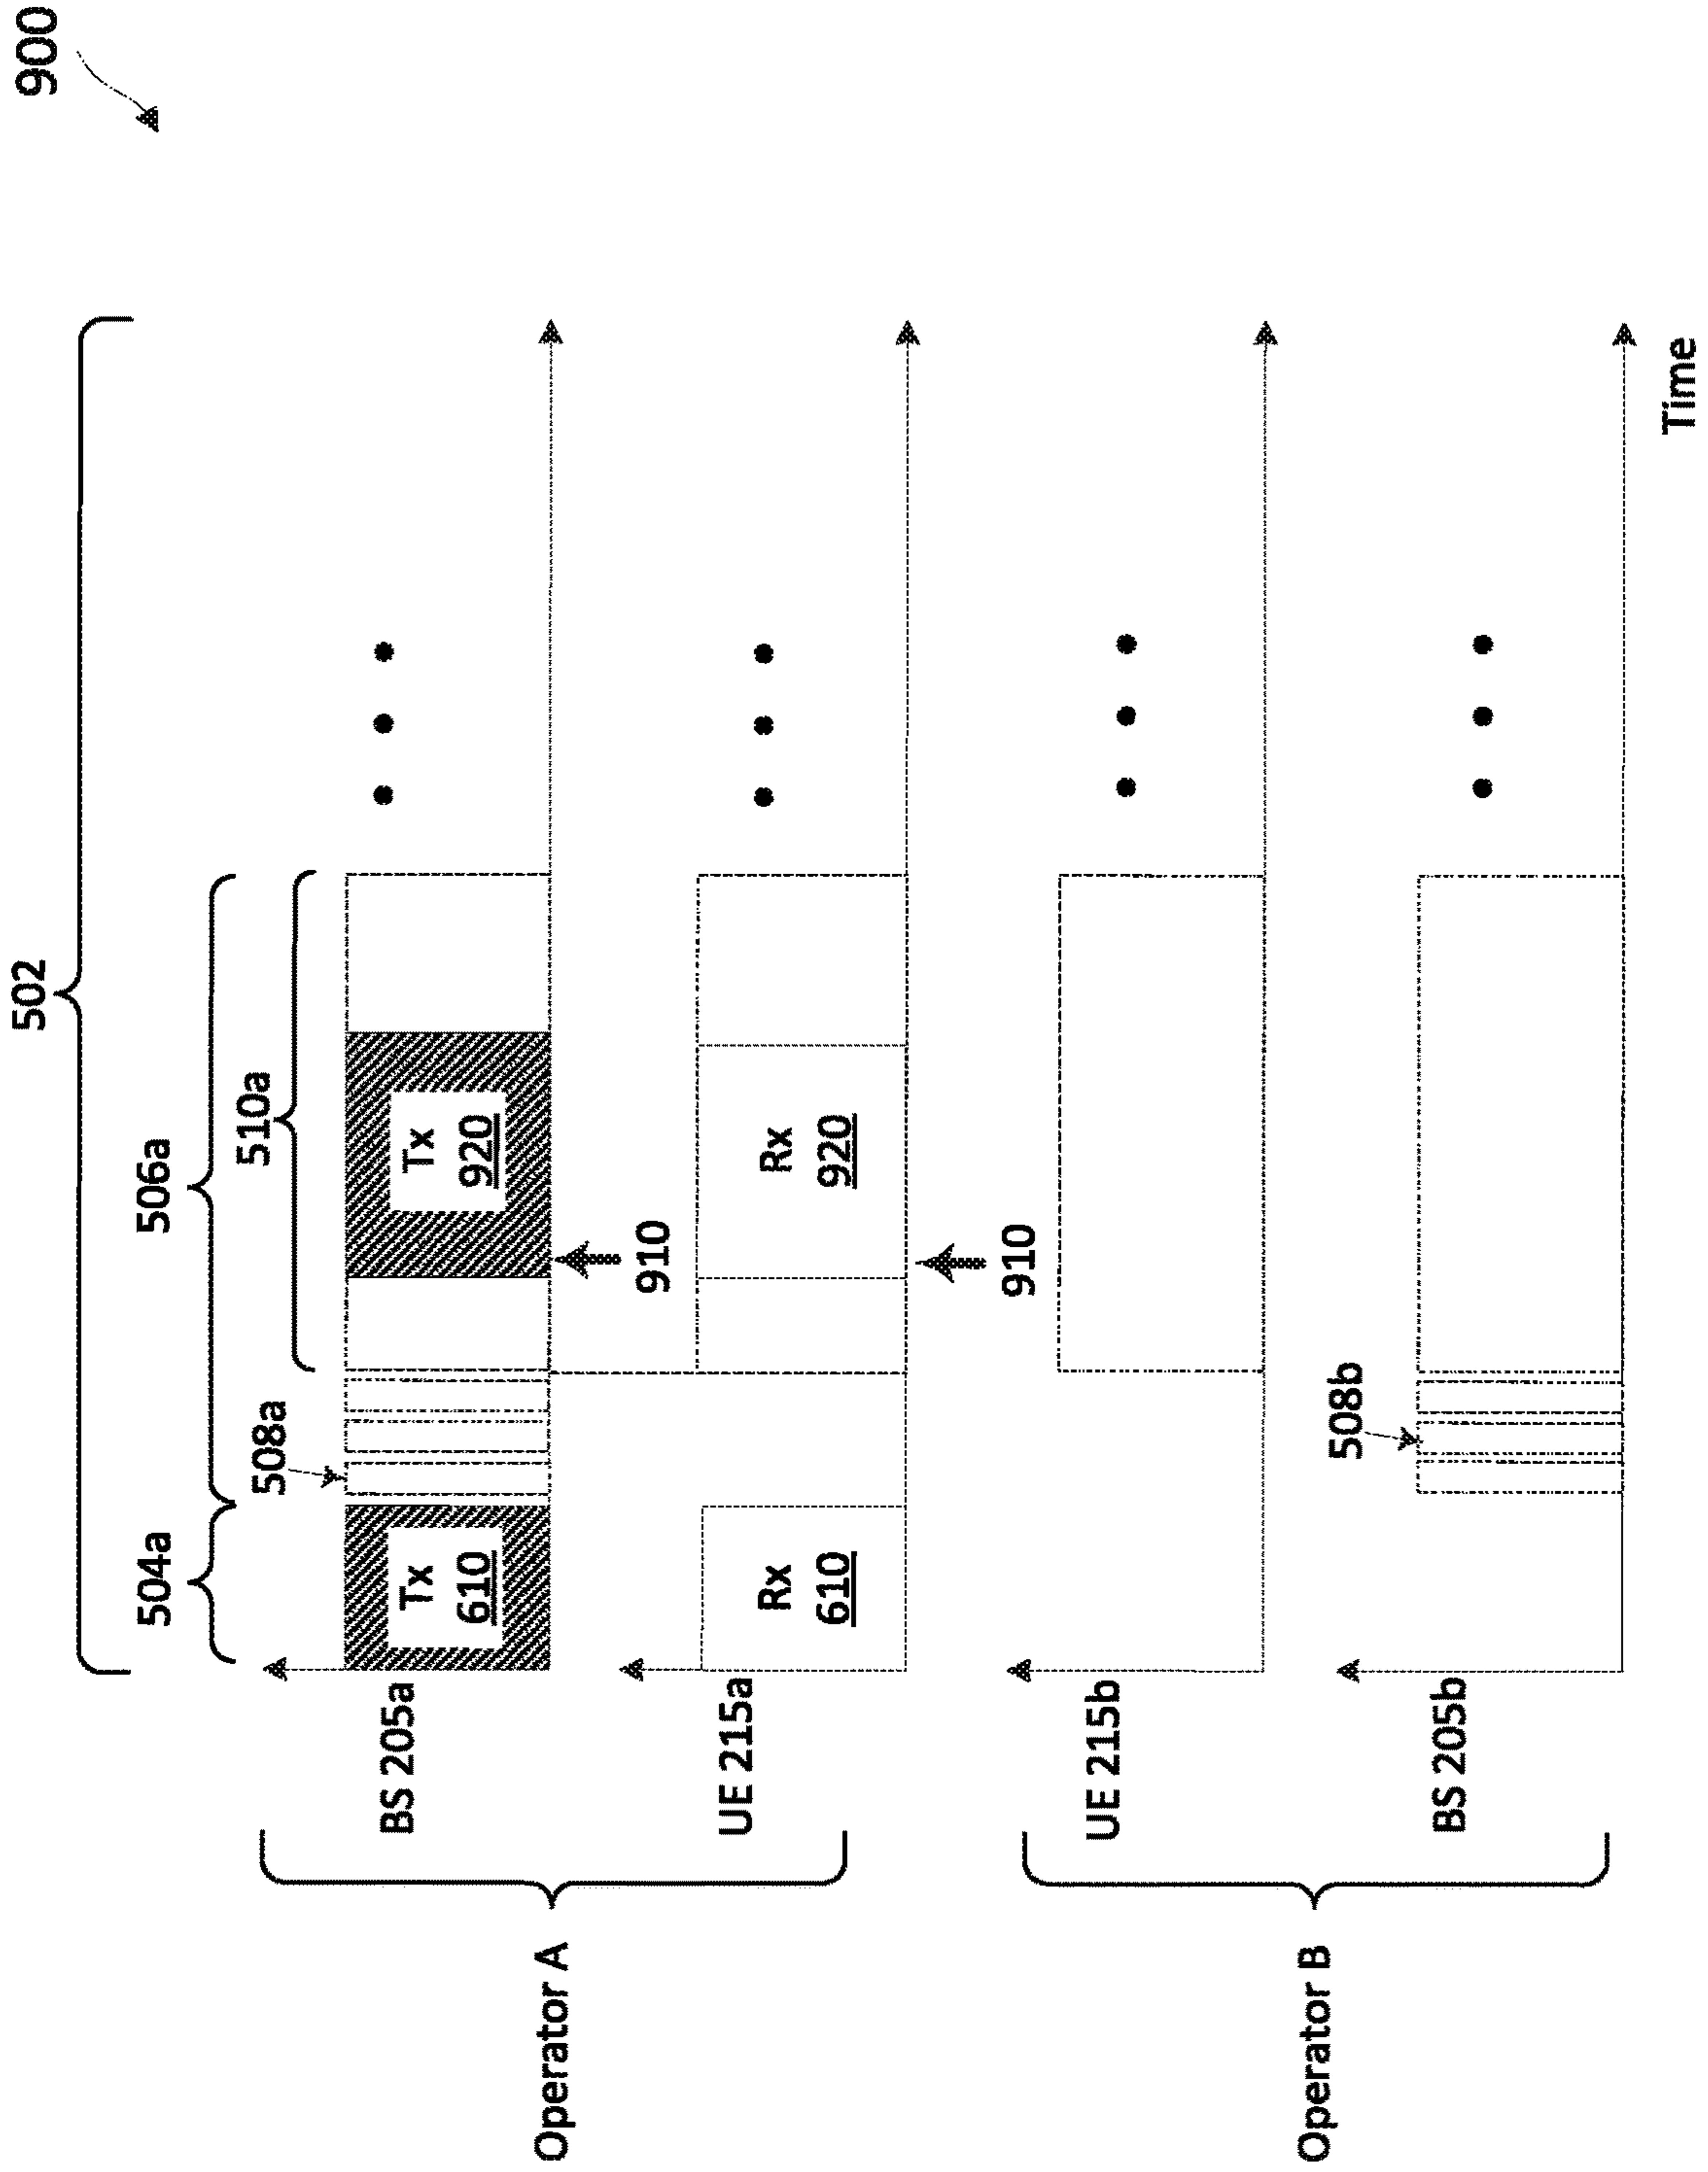 900
502
504a
506a
508a
510a
Operator A
BS 205a
Tx
610
Tx
920
910
UE 215a
Rx
610
Rx
920
910
Operator B
UE 215b
BS 205b
508b
Time